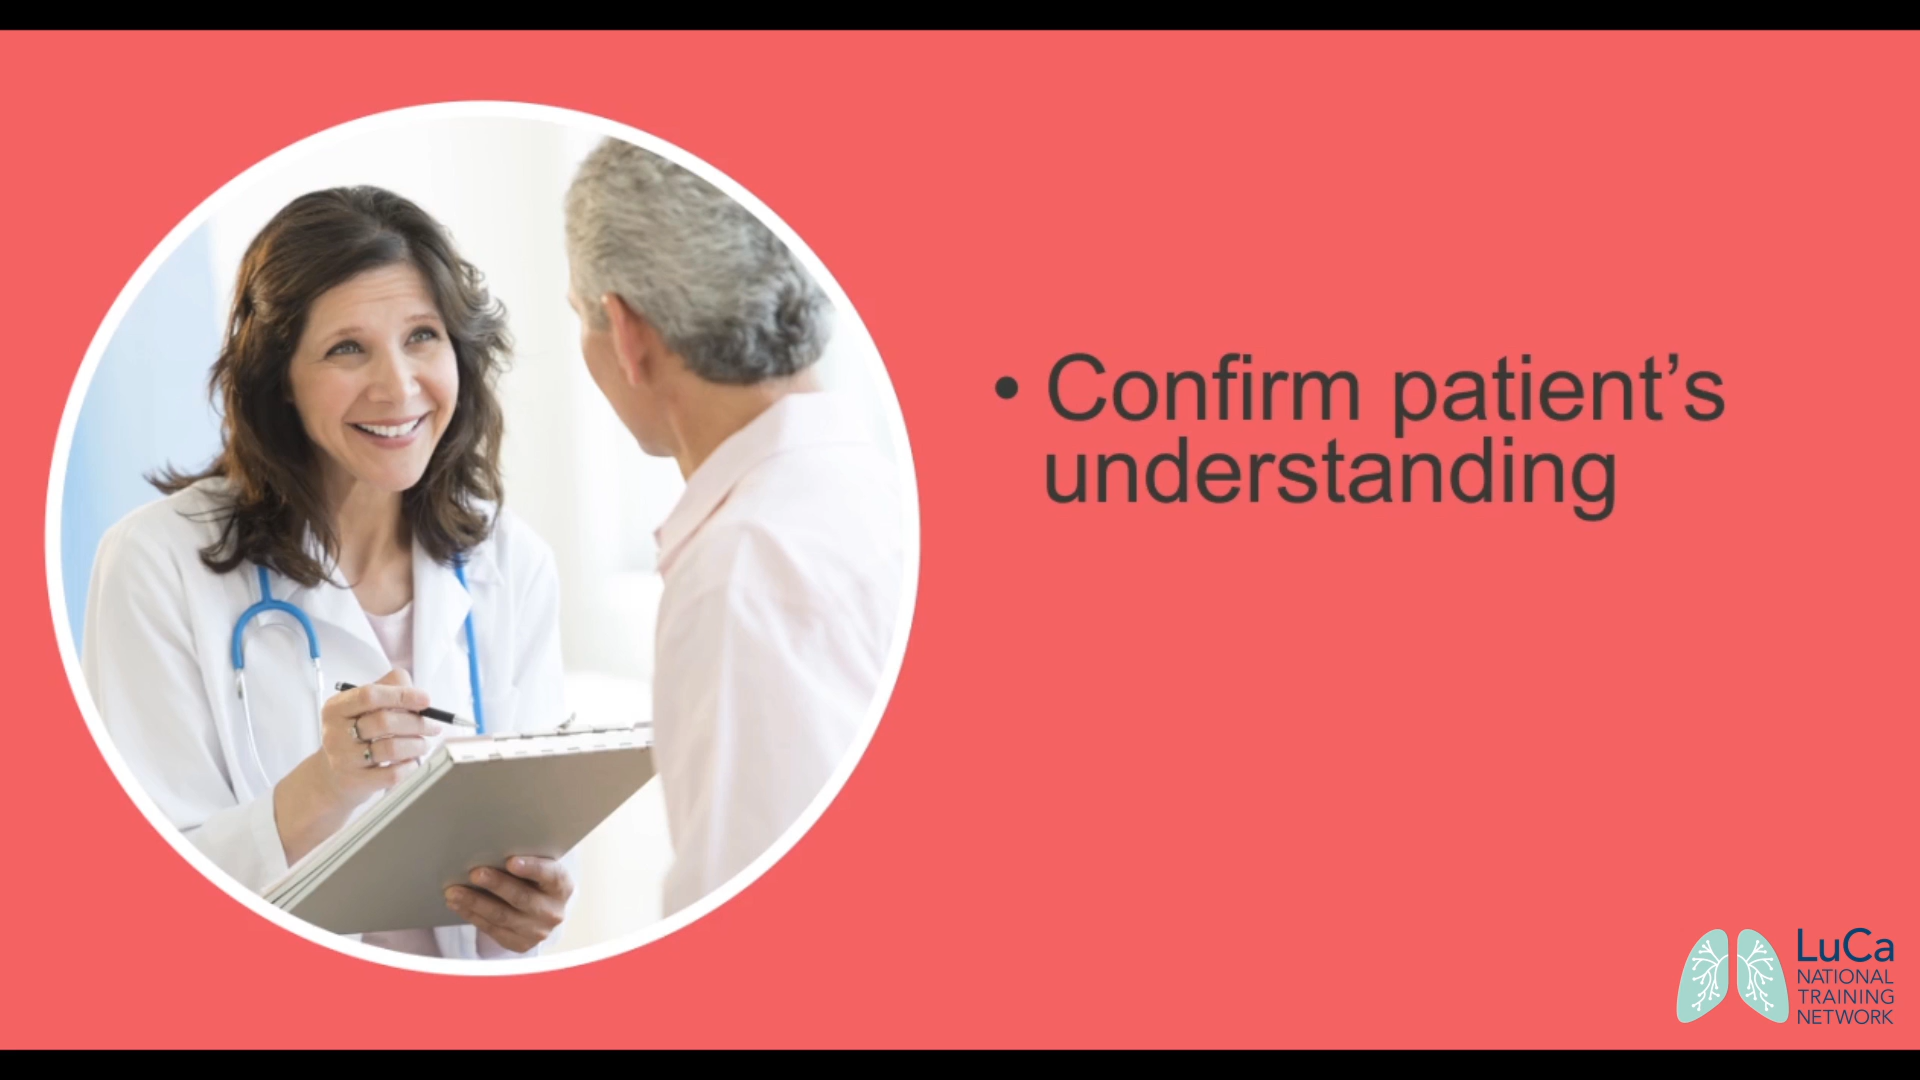 • Confirm patient’s
understanding
LuCa
NATIONAL
TRAINING
NETWORK